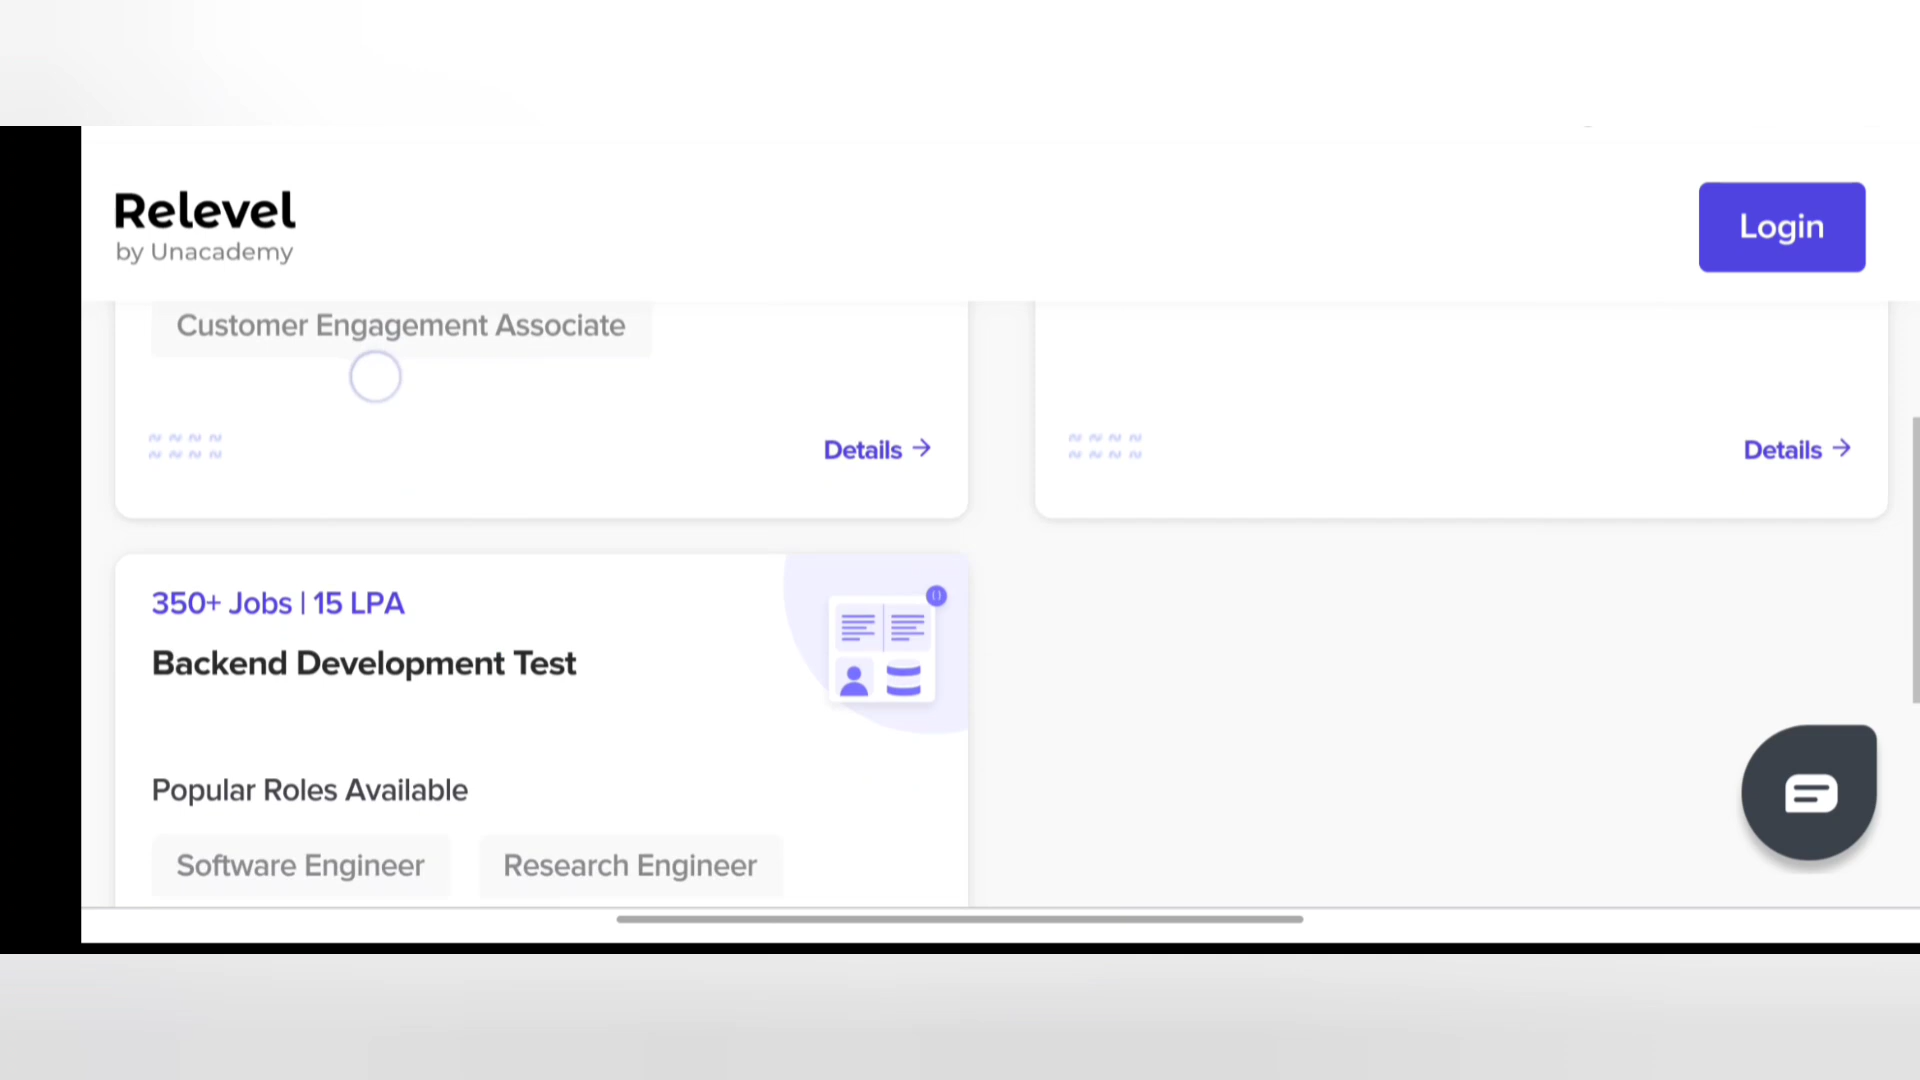 Relevel
by Unacademy
Login
Customer Engagement Associate
Details →
Details →
350+ Jobs | 15 LPA
Backend Development Test
Popular Roles Available
Software Engineer
Research Engineer